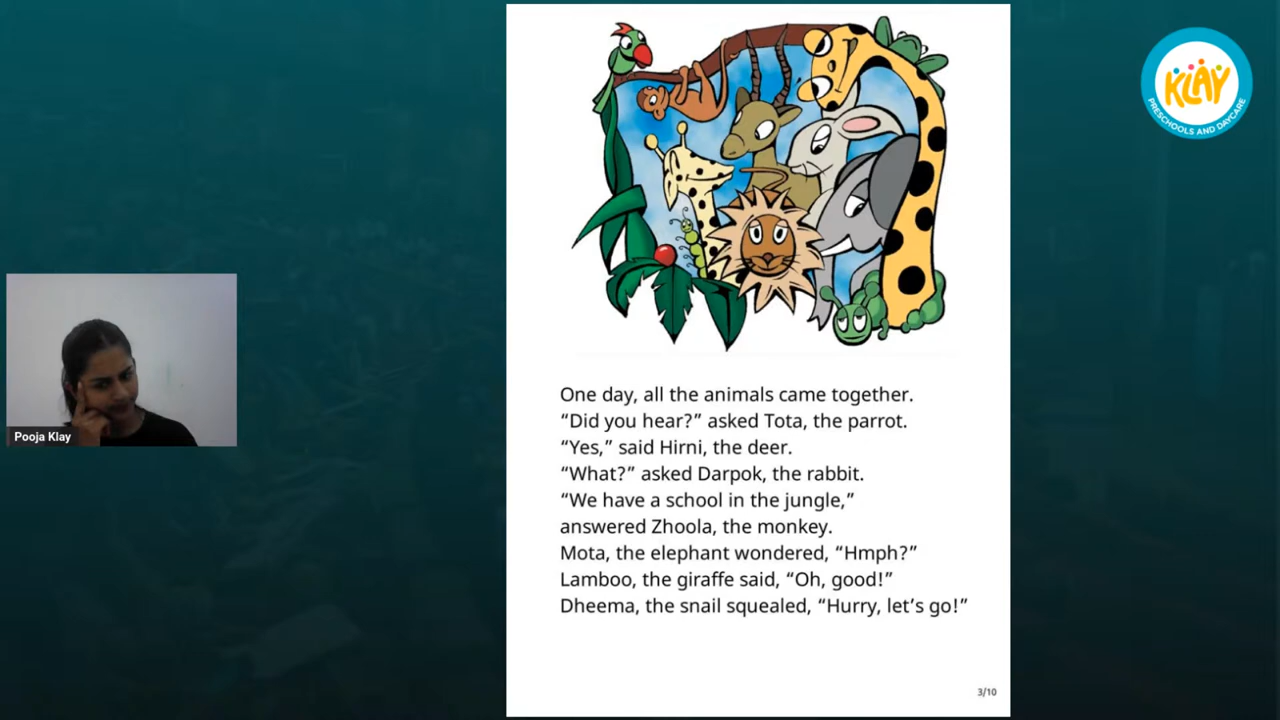 KLAY
PRESCHOOLS AND DAYCARE
One day, all the animals came together.
“Did you hear?” asked Tota, the parrot.
“Yes,” said Hirni, the deer.
“What?” asked Darpok, the rabbit.
“We have a school in the jungle,”
answered Zhoola, the monkey.
Mota, the elephant wondered, “Hmph?”
Lamboo, the giraffe said, “Oh, good!”
Dheema, the snail squealed, “Hurry, let’s go!”
3/10
Pooja Klay